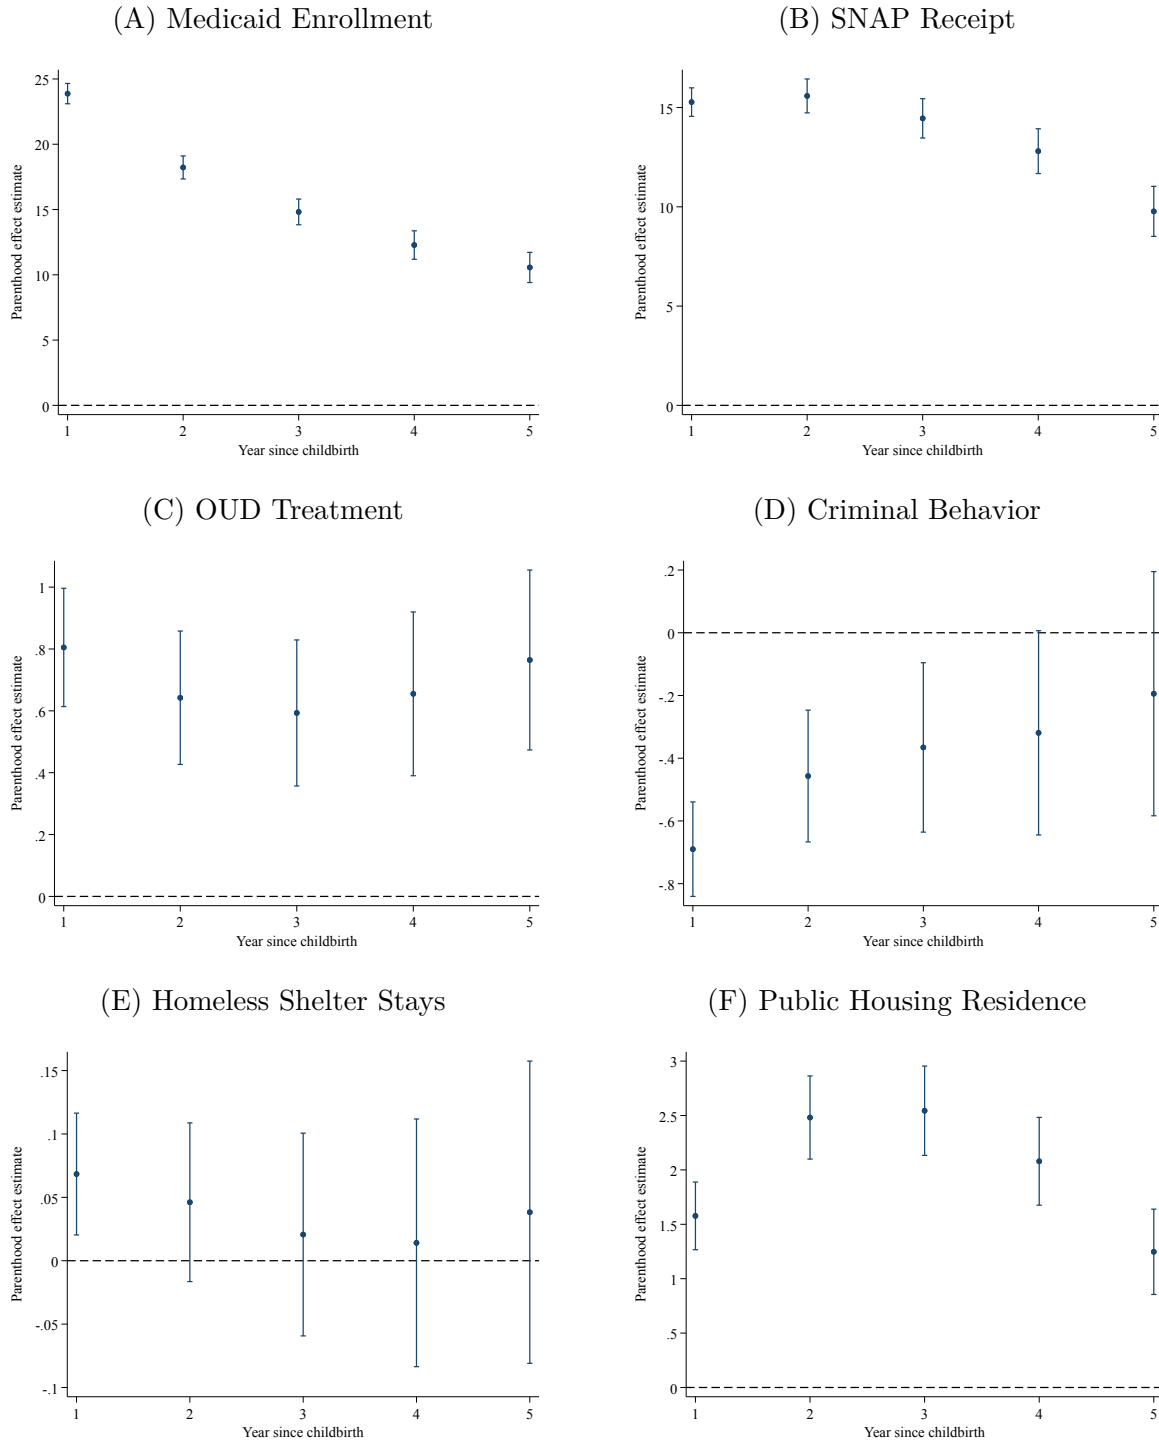 (A) Medicaid Enrollment
(B) SNAP Receipt
Parenthood effect estimate
25
20
15
10
5
0
1 2 3 4 5
Year since childbirth
Parenthood effect estimate
15
10
5
0
1 2 3 4 5
Year since childbirth
(C) OUD Treatment
(D) Criminal Behavior
Parenthood effect estimate
1
.8
.6
.4
.2
0
1 2 3 4 5
Year since childbirth
Parenthood effect estimate
.2
0
-.2
-.4
-.6
-.8
1 2 3 4 5
Year since childbirth
(E) Homeless Shelter Stays
(F) Public Housing Residence
Parenthood effect estimate
.15
.1
.05
0
-.05
-.1
1 2 3 4 5
Year since childbirth
Parenthood effect estimate
3
2.5
2
1.5
1
.5
0
1 2 3 4 5
Year since childbirth